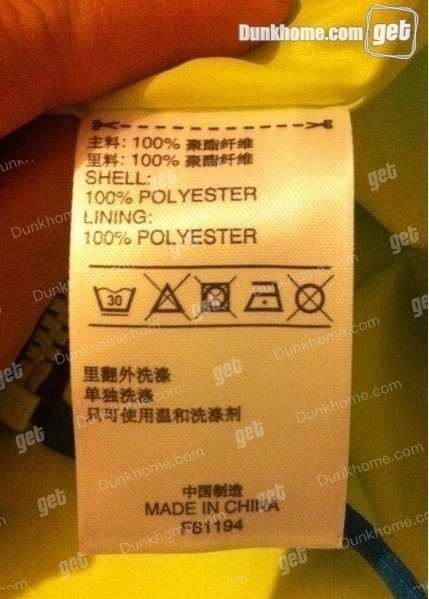 Dunkhome.com get
主料: 100% 聚酯纤维
里料: 100% 聚酯纤维
SHELL:
100% POLYESTER
LINING:
100% POLYESTER
30
里翻外洗涤
单独洗涤
只可使用温和洗涤剂
中国制造
MADE IN CHINA
PS1194